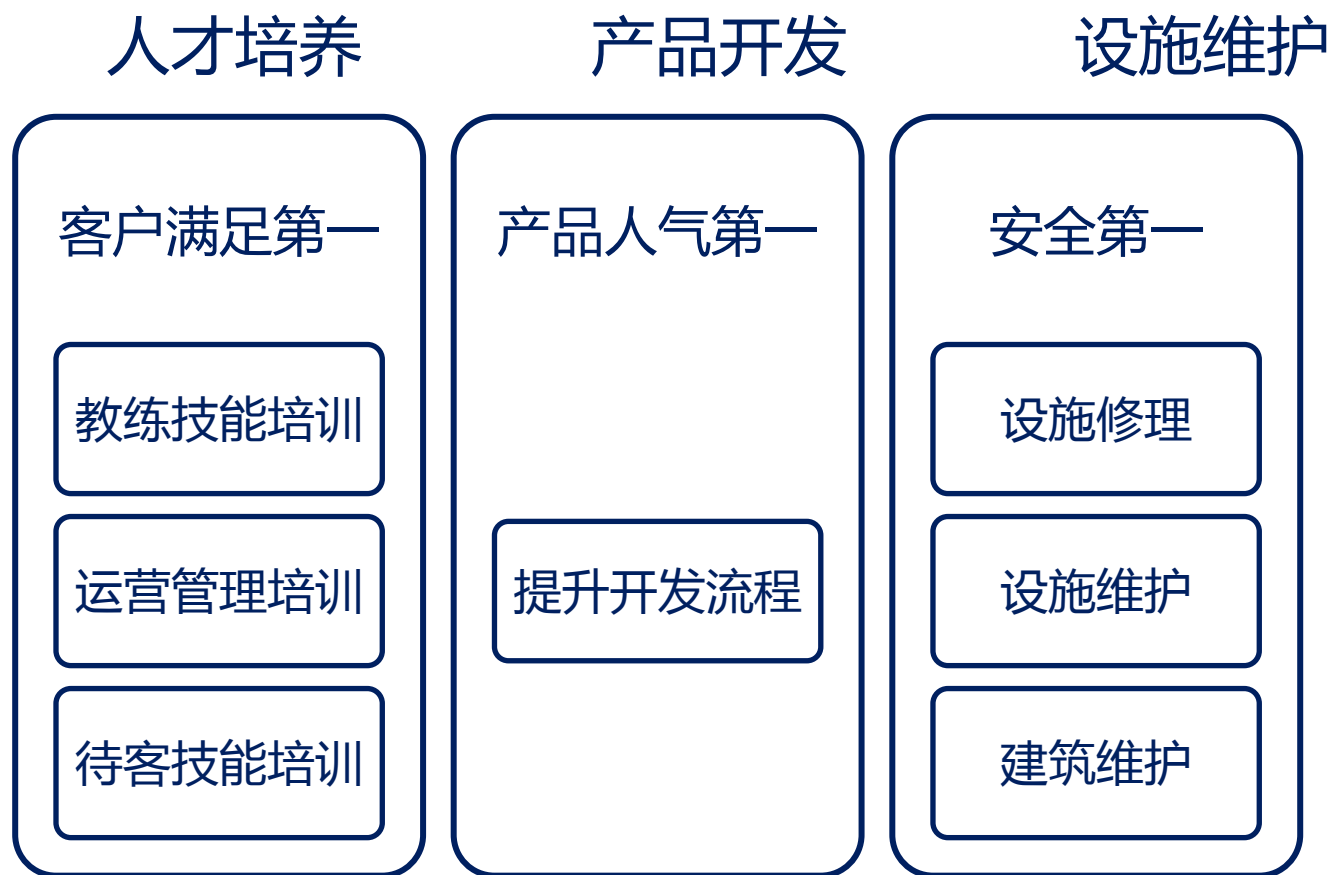 人才培养
产品开发
设施维护
客户满足第一
教练技能培训
运营管理培训
待客技能培训
产品人气第一
提升开发流程
安全第一
设施修理
设施维护
建筑维护